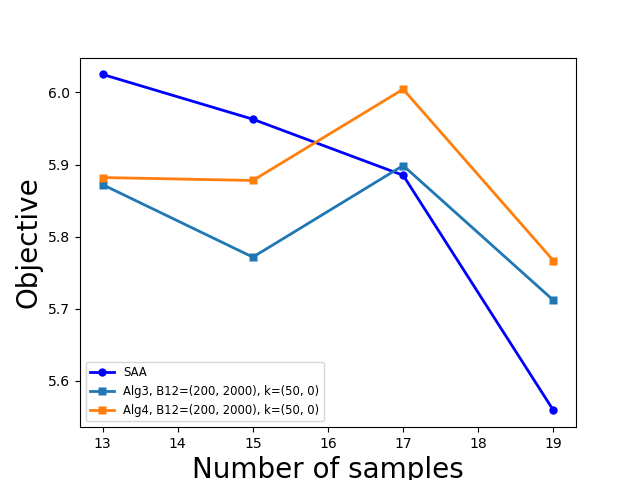 6.0
5.9
5.8
5.7
5.6
Objective
SAA
Alg3, B12=(200, 2000), k=(50, 0)
Alg4, B12=(200, 2000), k=(50, 0)
13 14 15 16 17 18 19
Number of samples